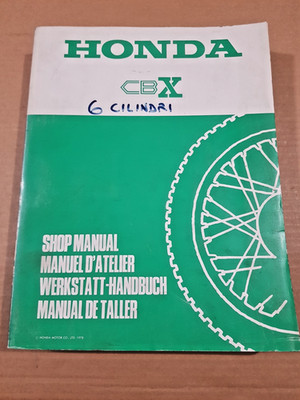 HONDA
CBX
6 CILINDRI
SHOP MANUAL
MANUEL D'ATELIER
WERKSTATT-HANDBUCH
MANUAL DE TALLER